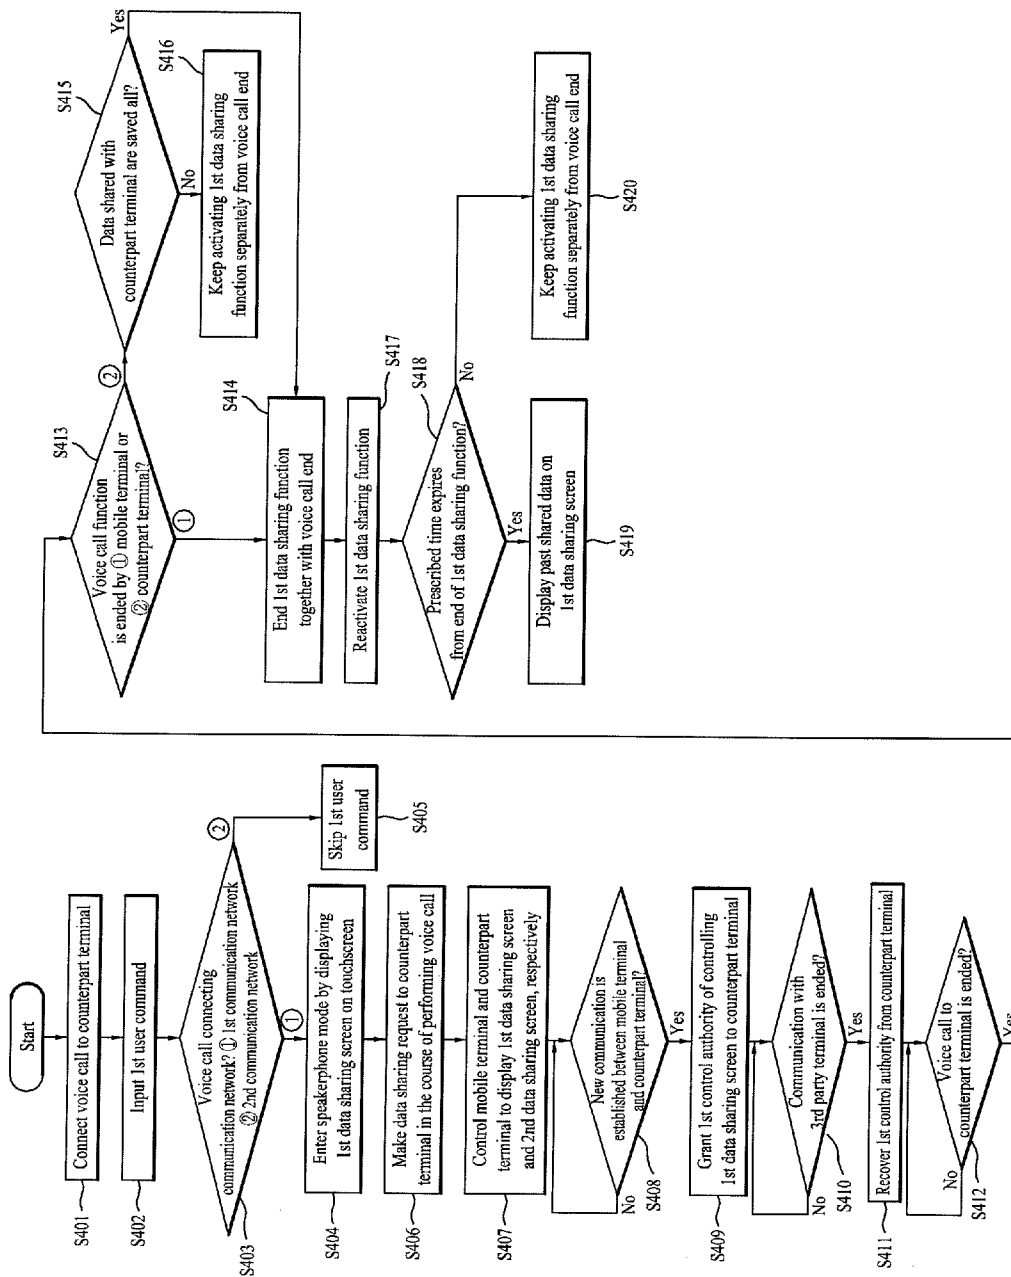 Start
Connect voice call to counterpart terminal
S401
Input 1st user command
S402
Voice call connecting
communication network? ① 1st communication network
② 2nd communication network
S403
①
②
Skip 1st user
command
S405
Enter speakerphone mode by displaying
1st data sharing screen on touchscreen
S404
Make data sharing request to counterpart
terminal in the course of performing voice call
S406
Control mobile terminal and counterpart
terminal to display 1st data sharing screen
and 2nd data sharing screen, respectively
S407
New communication is
established between mobile terminal
and counterpart terminal?
No
S408
Yes
Grant 1st control authority of controlling
1st data sharing screen to counterpart terminal
S409
Communication with
3rd party terminal is ended?
No
S410
Yes
Recover 1st control authority from counterpart terminal
S411
Voice call to
counterpart terminal is ended?
No
S412
Yes
Voice call function
is ended by ① mobile terminal or
② counterpart terminal?
S413
①
②
Data shared with
counterpart terminal are saved all?
S415
Yes
No
Keep activating 1st data sharing
function separately from voice call end
S416
End 1st data sharing function
together with voice call end
S414
Reactivate 1st data sharing function
S417
Prescribed time expires
from end of 1st data sharing function?
S418
No
Yes
Display past shared data on
1st data sharing screen
S419
Keep activating 1st data sharing
function separately from voice call end
S420